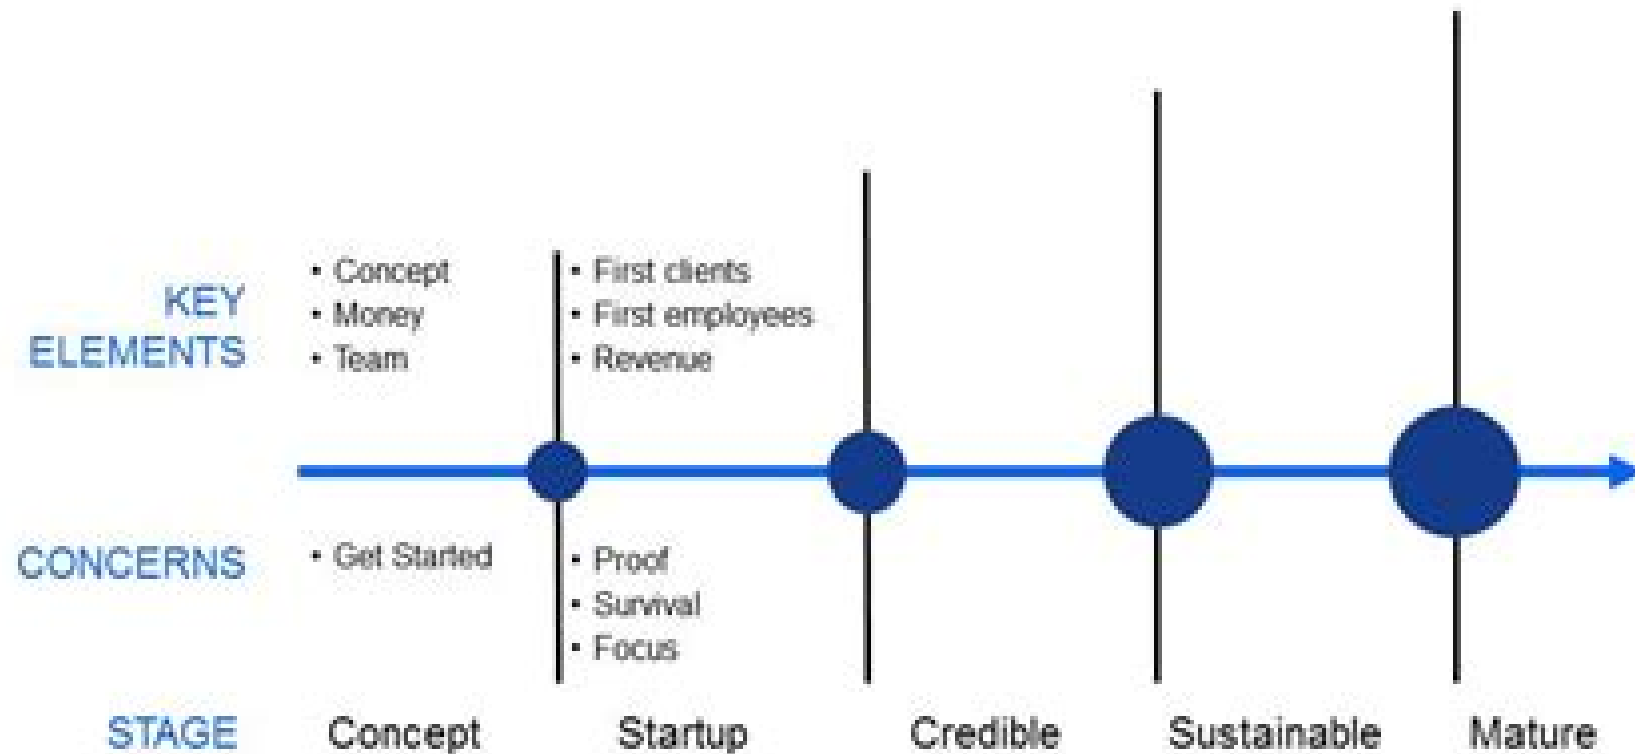 KEY
ELEMENTS
• Concept
• Money
• Team
• First clients
• First employees
• Revenue
CONCERNS
• Get Started
• Proof
• Survival
• Focus
STAGE
Concept
Startup
Credible
Sustainable
Mature